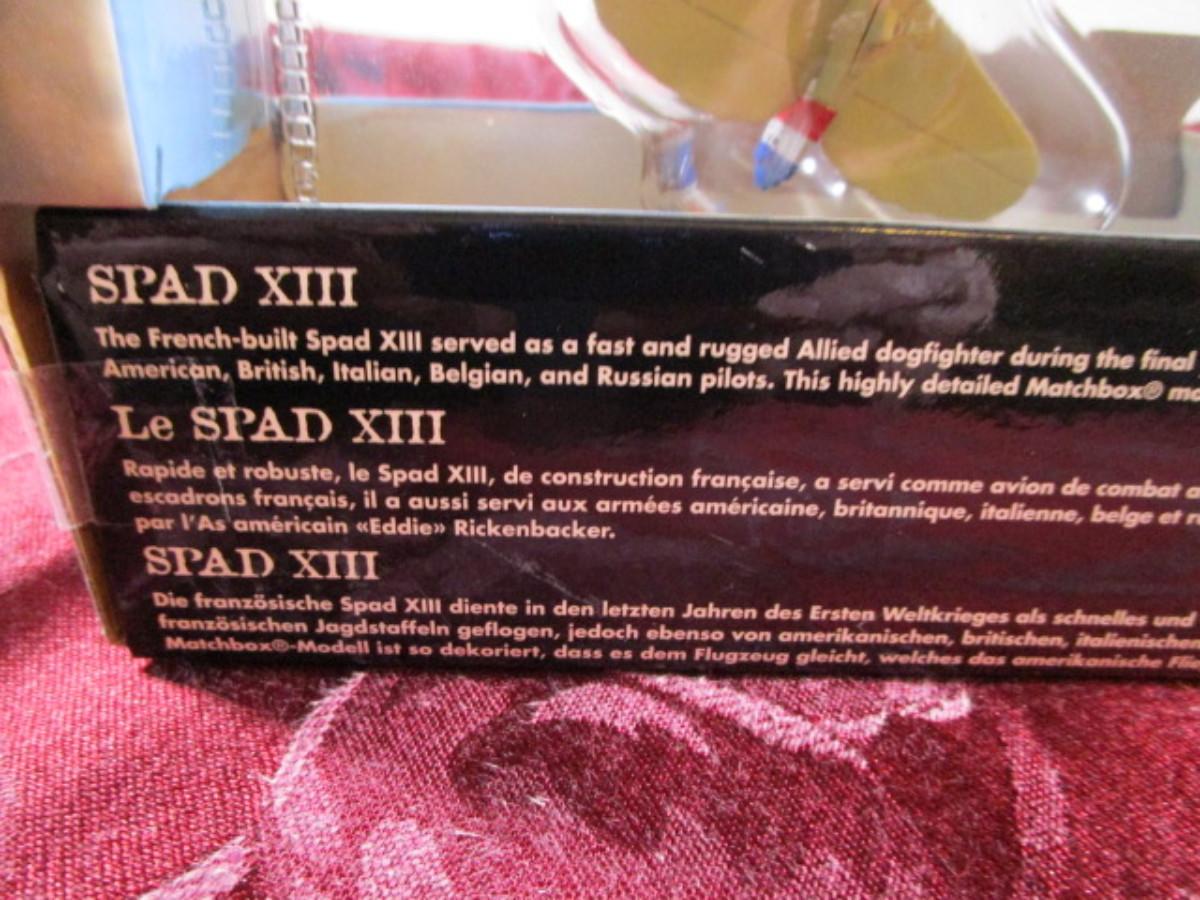 SPAD XIII
The French-built Spad XIII served as a fast and rugged Allied dogfighter during the final
American, British, Italian, Belgian, and Russian pilots. This highly detailed Matchbox®
Le SPAD XIII
Rapide et robuste, le Spad XIII, de construction française, a servi comme avion de combat
escadrons français, il a aussi servi aux armées américaine, britannique, italienne, belge et
par l'As américain «Eddie» Rickenbacker.
SPAD XIII
Die französische Spad XIII diente in den letzten Jahren des Ersten Weltkrieges als schnelles und
französischen Jagdstaffeln geflogen, jedoch ebenso von amerikanischen, britischen,
Matchbox®-Modell ist so dekoriert, dass es dem Flugzeug gleicht, welches das amerikanische